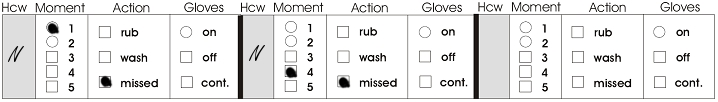 Hcw Moment Action Gloves Hcw Moment Action Gloves Hcw Moment Action Gloves
N 1 rub on N 1 rub on 1 rub on
2 2 2
3 wash off 3 wash off 3 wash off
4 4 4
5 missed cont. 5 missed cont. 5 missed cont.